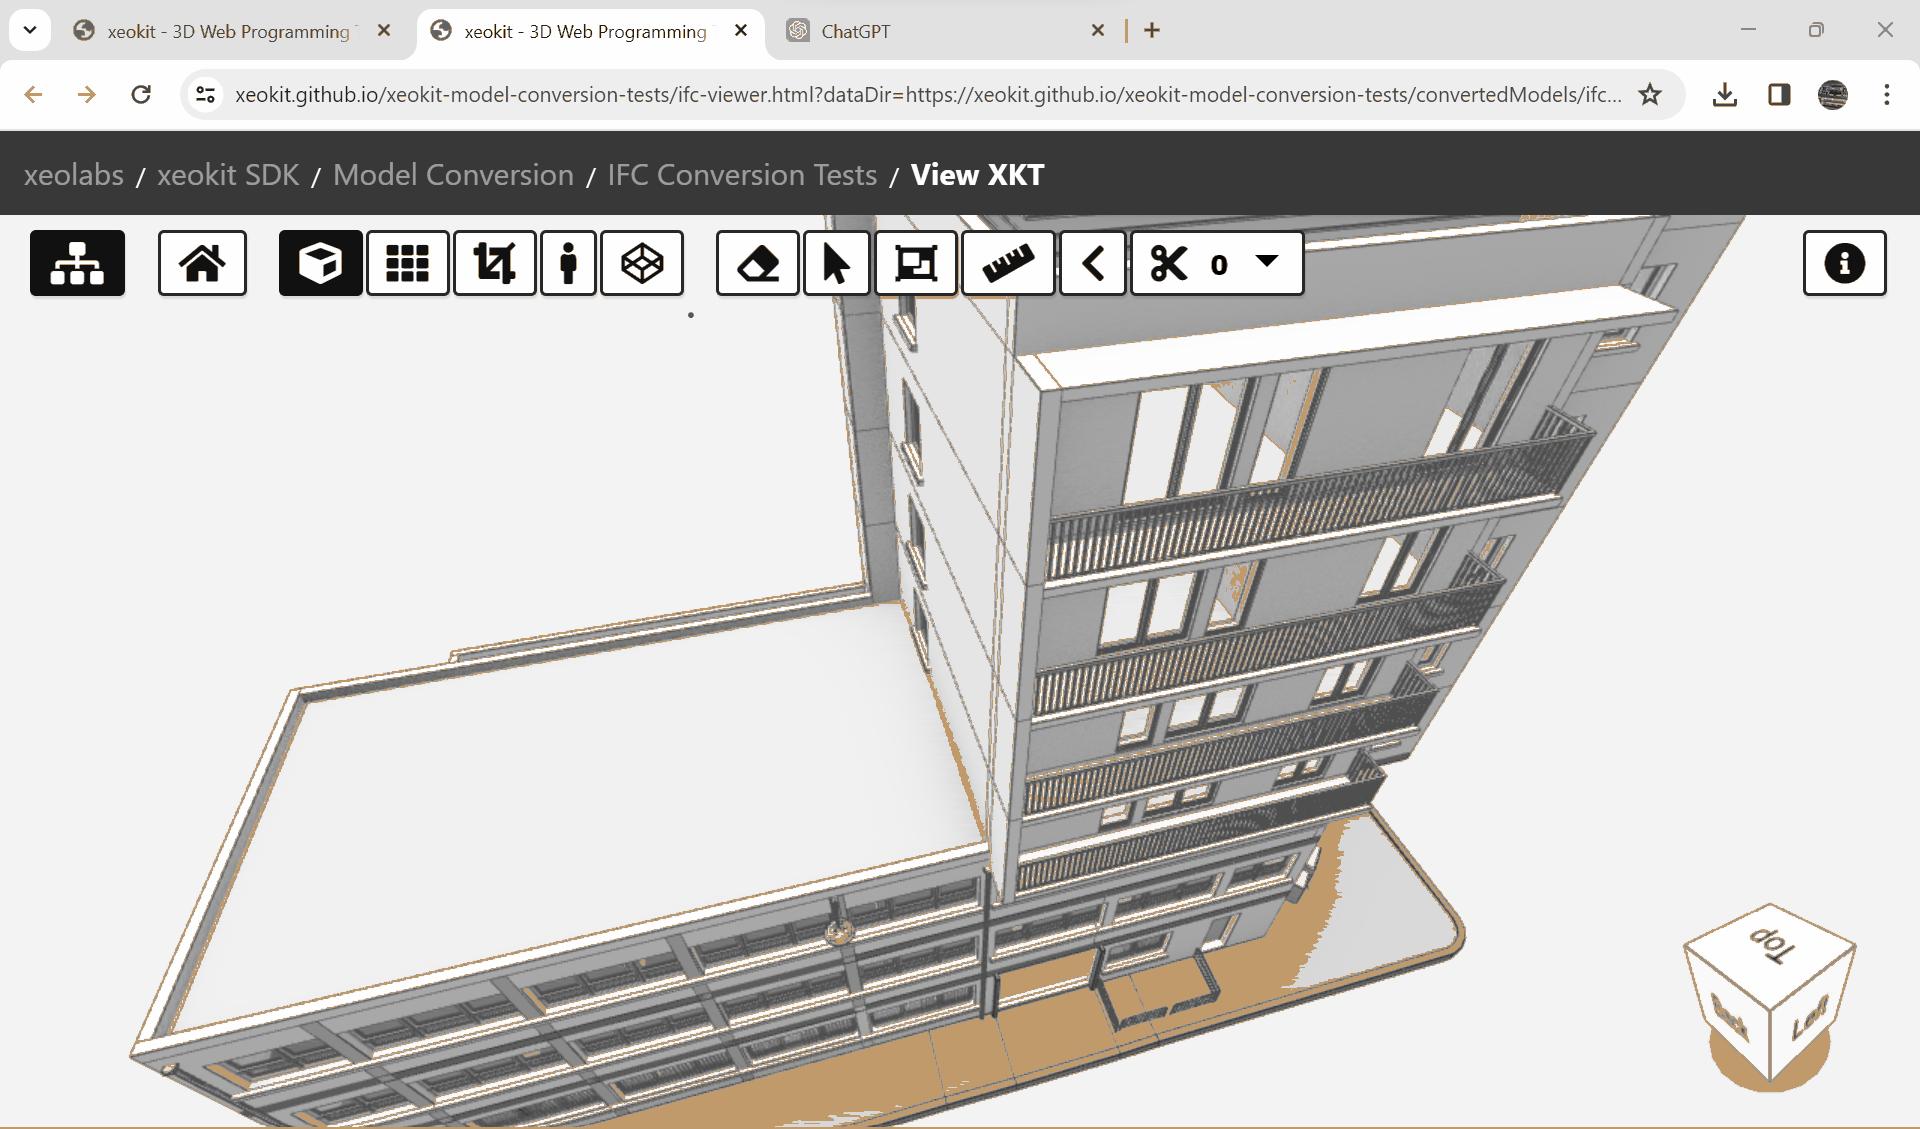 xeokit - 3D Web Programming
xeokit - 3D Web Programming
ChatGPT
xeokit.github.io/xeokit-model-conversion-tests/ifc-viewer.html?dataDir=https://xeokit.github.io/xeokit-model-conversion-tests/convertedModels/ifc...
xeolabs / xeokit SDK / Model Conversion / IFC Conversion Tests / View XKT
0
Top
Back
Left